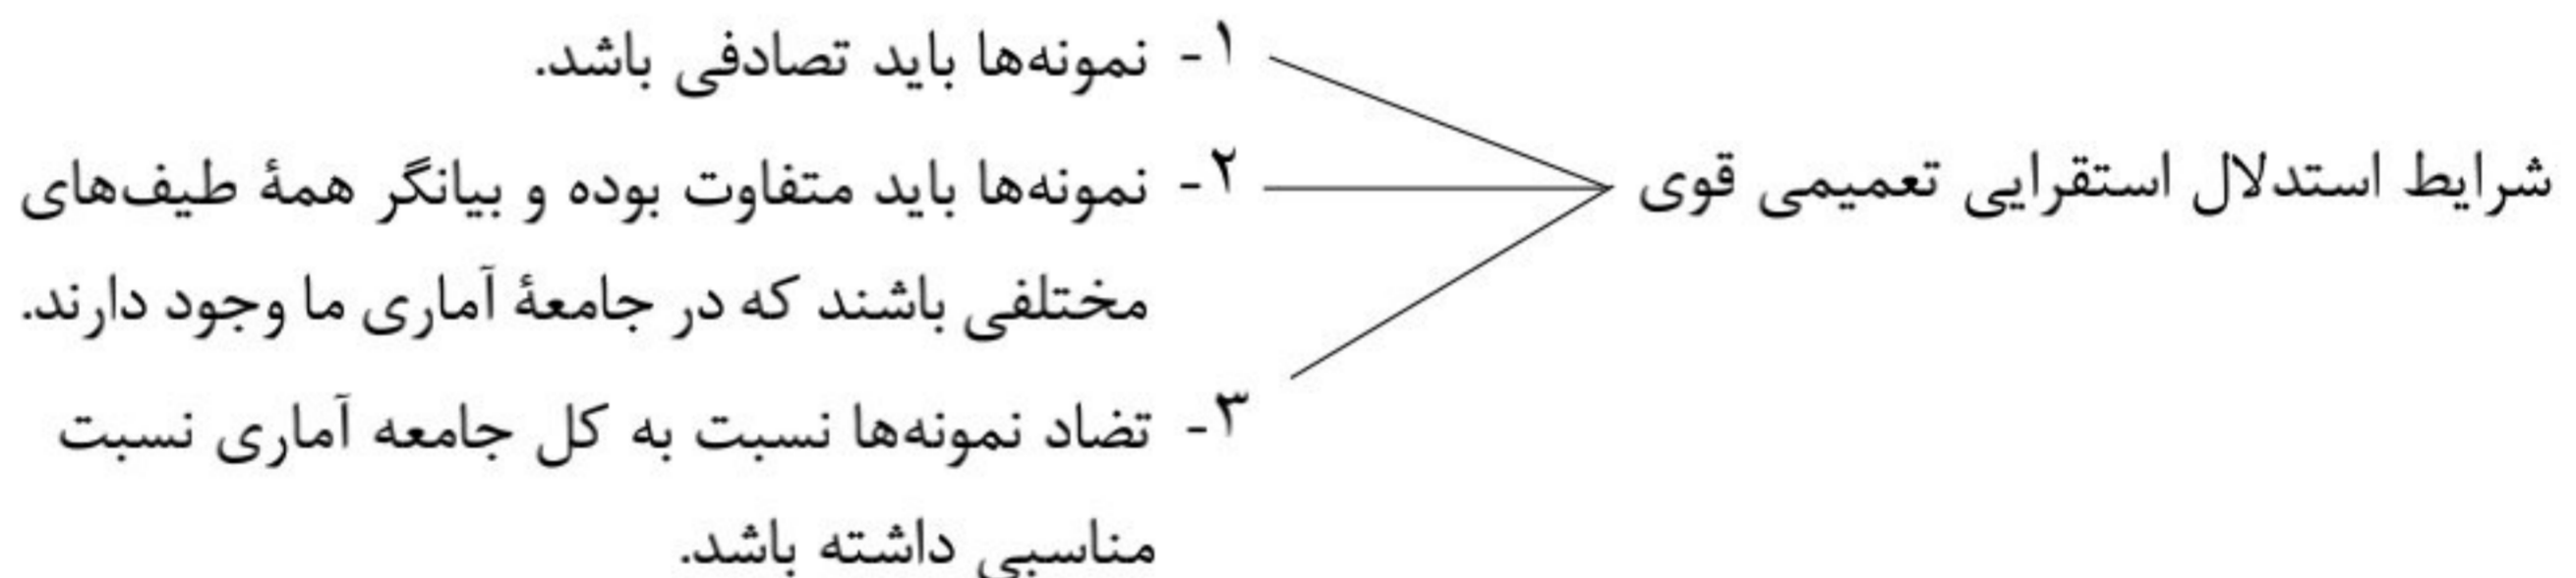 شرایط استدلال استقرایی تعمیمی قوی
۱- نمونه‌ها باید تصادفی باشد.
۲- نمونه‌ها باید متفاوت بوده و بیانگر همهٔ طیف‌های
مختلفی باشند که در جامعهٔ آماری ما وجود دارند.
۳- تضاد نمونه‌ها نسبت به کل جامعه آماری نسبت
مناسبی داشته باشد.